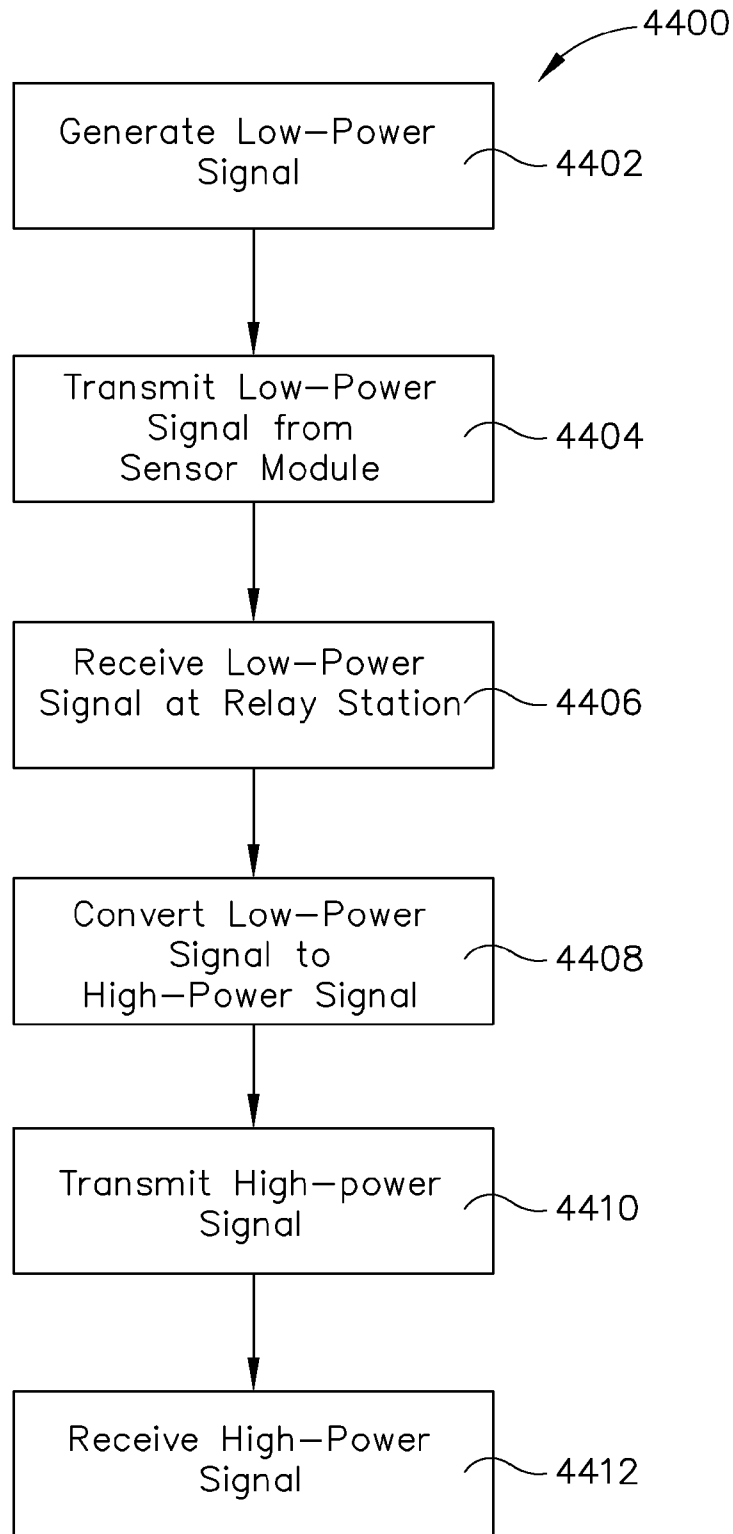 4400
Generate Low-Power
Signal
4402
Transmit Low-Power
Signal from
Sensor Module
4404
Receive Low-Power
Signal at Relay Station
4406
Convert Low-Power
Signal to
High-Power Signal
4408
Transmit High-power
Signal
4410
Receive High-Power
Signal
4412